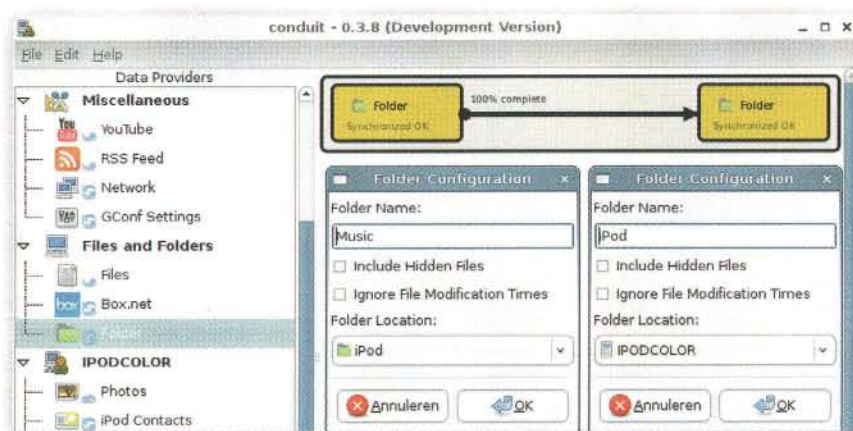 conduit - 0.3.8 (Development Version)
File Edit Help
Data Providers
Miscellaneous
YouTube
RSS Feed
Network
GConf Settings
Files and Folders
Files
Box.net
Folder
IPODCOLOR
Photos
iPod Contacts
Folder
Synchronized OK
100% complete
Folder
Synchronized OK
Folder Configuration
Folder Name:
Music
Include Hidden Files
Ignore File Modification Times
Folder Location:
iPod
Annuleren
OK
Folder Configuration
Folder Name:
iPod
Include Hidden Files
Ignore File Modification Times
Folder Location:
IPODCOLOR
Annuleren
OK